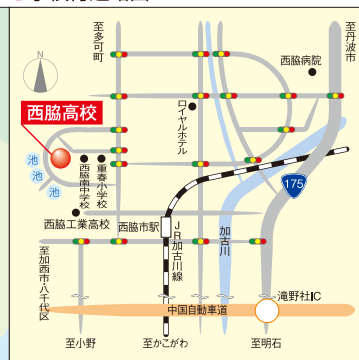 至多可町
至丹波市
N
西脇病院
ロイヤルホテル
西脇高校
池
池
池
西脇南中学校
重春小学校
175
西脇工業高校
西脇市駅
JR加古川線
加古川
至加西市・八千代区
滝野社IC
中国自動車道
至小野
至かこがわ
至明石